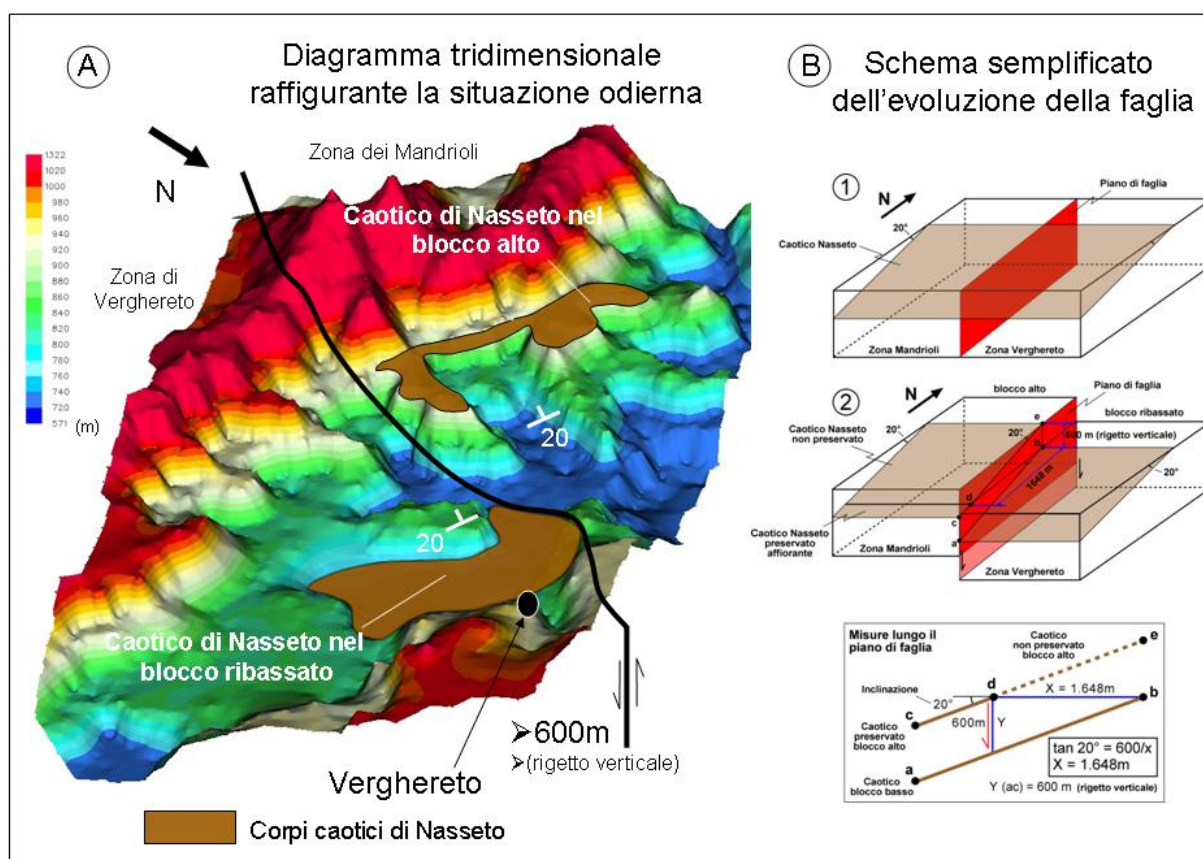 A
Diagramma tridimensionale
raffigurante la situazione odierna
N
Zona dei Mandrioli
Zona di
Verghereto
1322
1020
1000
980
960
940
920
900
880
860
840
820
800
780
760
740
720
571
(m)
Caotico di Nasseto nel
blocco alto
20
20
Caotico di Nasseto nel
blocco ribassato
➢600m
➢(rigetto verticale)
Verghereto
Corpi caotici di Nasseto
B
Schema semplificato
dell'evoluzione della faglia
1
N
Piano di faglia
20°
Caotico Nasseto
Zona Mandrioli
Zona Verghereto
2
N
blocco alto
Piano di faglia
blocco ribassato
Caotico Nasseto
non preservato
20°
e
20°
b
600 m (rigetto verticale)
1648 m
20°
d
c
a
Caotico Nasseto
preservato
affiorante
Zona Mandrioli
Zona Verghereto
Misure lungo il
piano di faglia
Caotico
non preservato
blocco alto
e
Inclinazione
20°
d
X = 1.648m
b
c
600m
Y
Caotico
preservato
blocco alto
tan 20° = 600/x
X = 1.648m
a
Caotico
blocco basso
Y (ac) = 600 m (rigetto verticale)